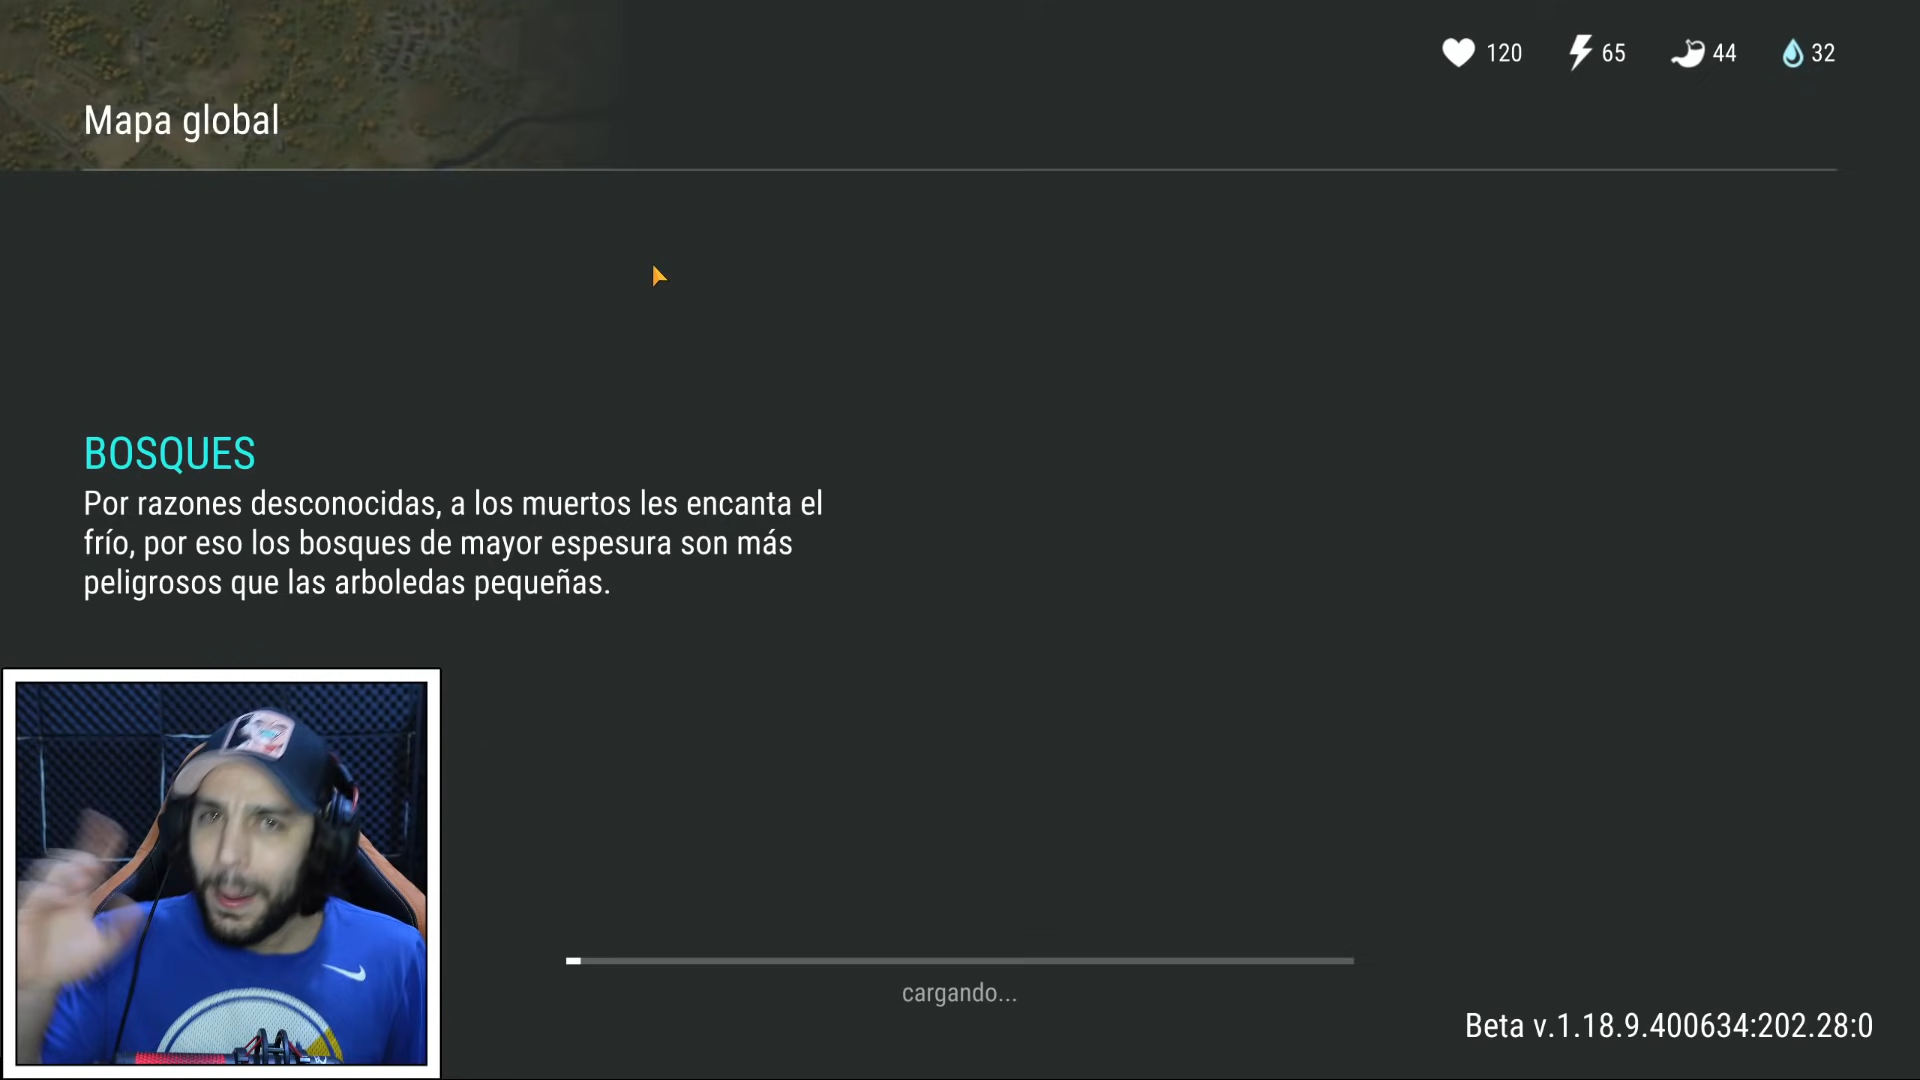 120 65 44 32
Mapa global
BOSQUES
Por razones desconocidas, a los muertos les encanta el
frío, por eso los bosques de mayor espesura son más
peligrosos que las arboledas pequeñas.
cargando...
Beta v.1.18.9.400634:202.28:0